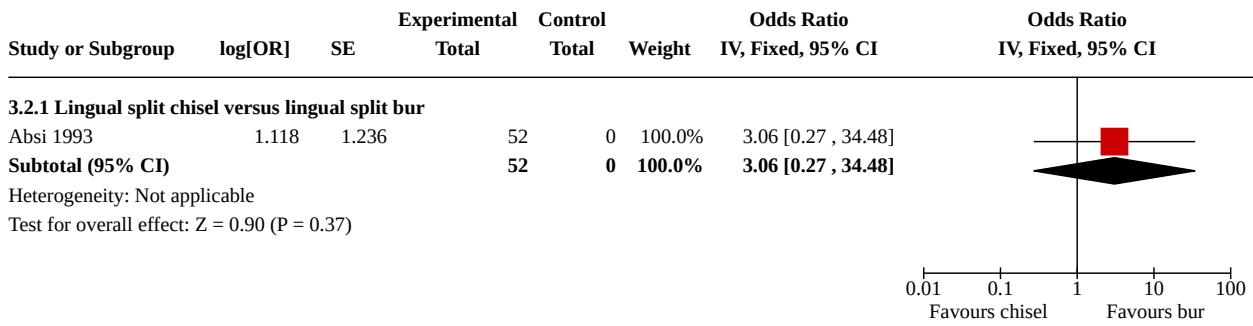 Experimental Control Odds Ratio Odds Ratio
Study or Subgroup log[OR] SE Total Total Weight IV, Fixed, 95% CI IV, Fixed, 95% CI
3.2.1 Lingual split chisel versus lingual split bur
Absi 1993 1.118 1.236 52 0 100.0% 3.06 [0.27 , 34.48]
Subtotal (95% CI) 52 0 100.0% 3.06 [0.27 , 34.48]
Heterogeneity: Not applicable
Test for overall effect: Z = 0.90 (P = 0.37)
0.01 0.1 1 10 100
Favours chisel Favours bur